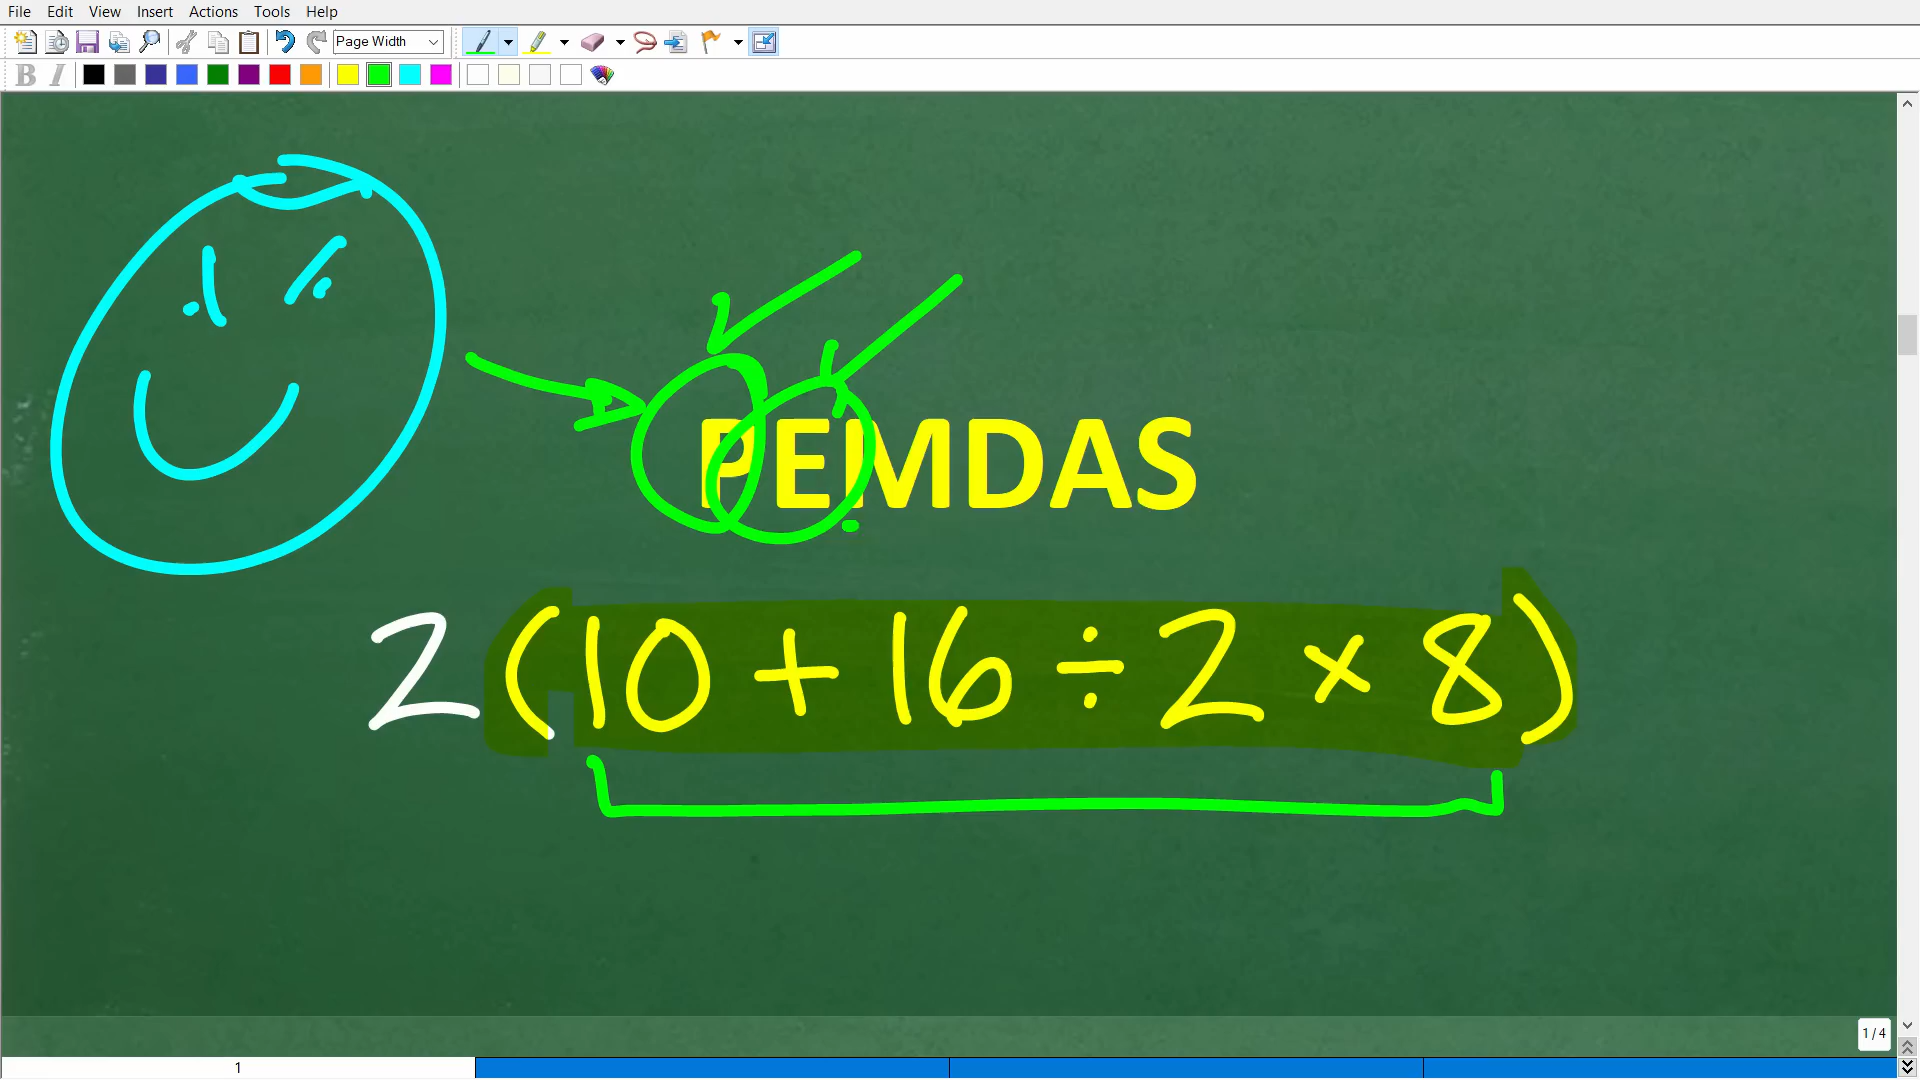 File Edit View Insert Actions Tools Help
Page Width
B I
PEMDAS
2(10 + 16 ÷ 2 × 8)
1 / 4
1